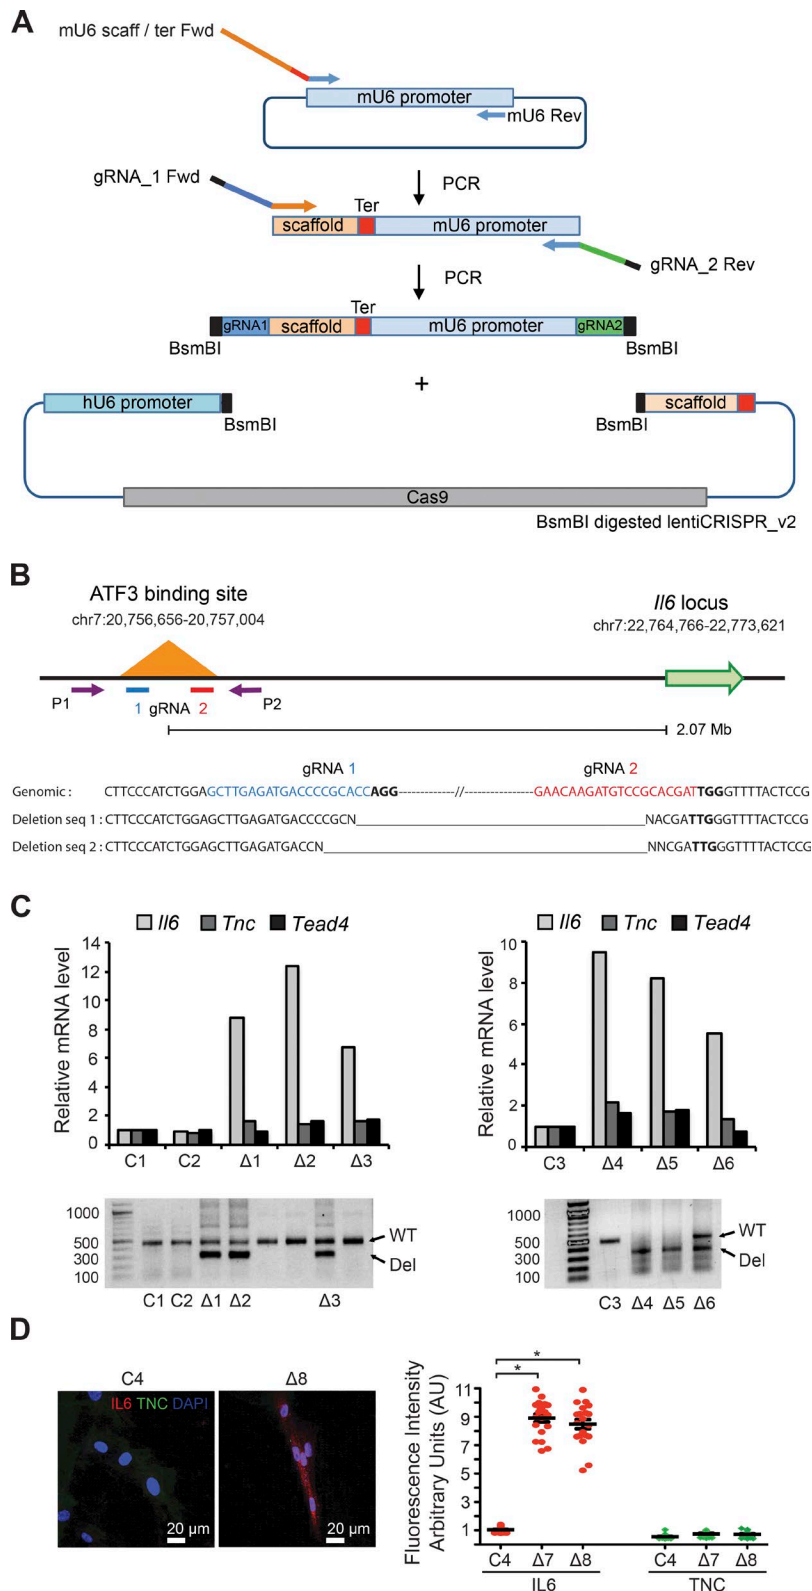 A
mU6 scaff / ter Fwd
mU6 promoter
mU6 Rev
PCR
gRNA_1 Fwd
Ter
scaffold
mU6 promoter
gRNA_2 Rev
PCR
Ter
gRNA1
scaffold
mU6 promoter
gRNA2
BsmBI
BsmBI
+
hU6 promoter
scaffold
BsmBI
BsmBI
Cas9
BsmBI digested lentiCRISPR_v2
B
ATF3 binding site
chr7:20,756,656-20,757,004
Il6 locus
chr7:22,764,766-22,773,621
P1
1 gRNA 2
P2
2.07 Mb
gRNA 1
gRNA 2
Genomic : CTTCCCATCTGGAGCTTGAGATGACCCCGCACCAGG-------------//---------------GAACAAGATGTCCGCACGATTGGGTTTTACTCCG
Deletion seq 1 : CTTCCCATCTGGAGCTTGAGATGACCCCGCN NACGATTGGGTTTTACTCCG
Deletion seq 2 : CTTCCCATCTGGAGCTTGAGATGACCN NNCGATTGGGTTTTACTCCG
C
Il6 Tnc Tead4
Relative mRNA level
14
12
10
8
6
4
2
0
C1 C2 Δ1 Δ2 Δ3
1000
500
300
100
WT
Del
C1 C2 Δ1 Δ2 Δ3
Il6 Tnc Tead4
Relative mRNA level
10
8
6
4
2
0
C3 Δ4 Δ5 Δ6
1000
500
300
100
WT
Del
C3 Δ4 Δ5 Δ6
D
C4
Δ8
IL6 TNC DAPI
20 µm
20 µm
Fluorescence Intensity
Arbitrary Units (AU)
11
9
7
5
3
1
*
*
C4 Δ7 Δ8
IL6
C4 Δ7 Δ8
TNC